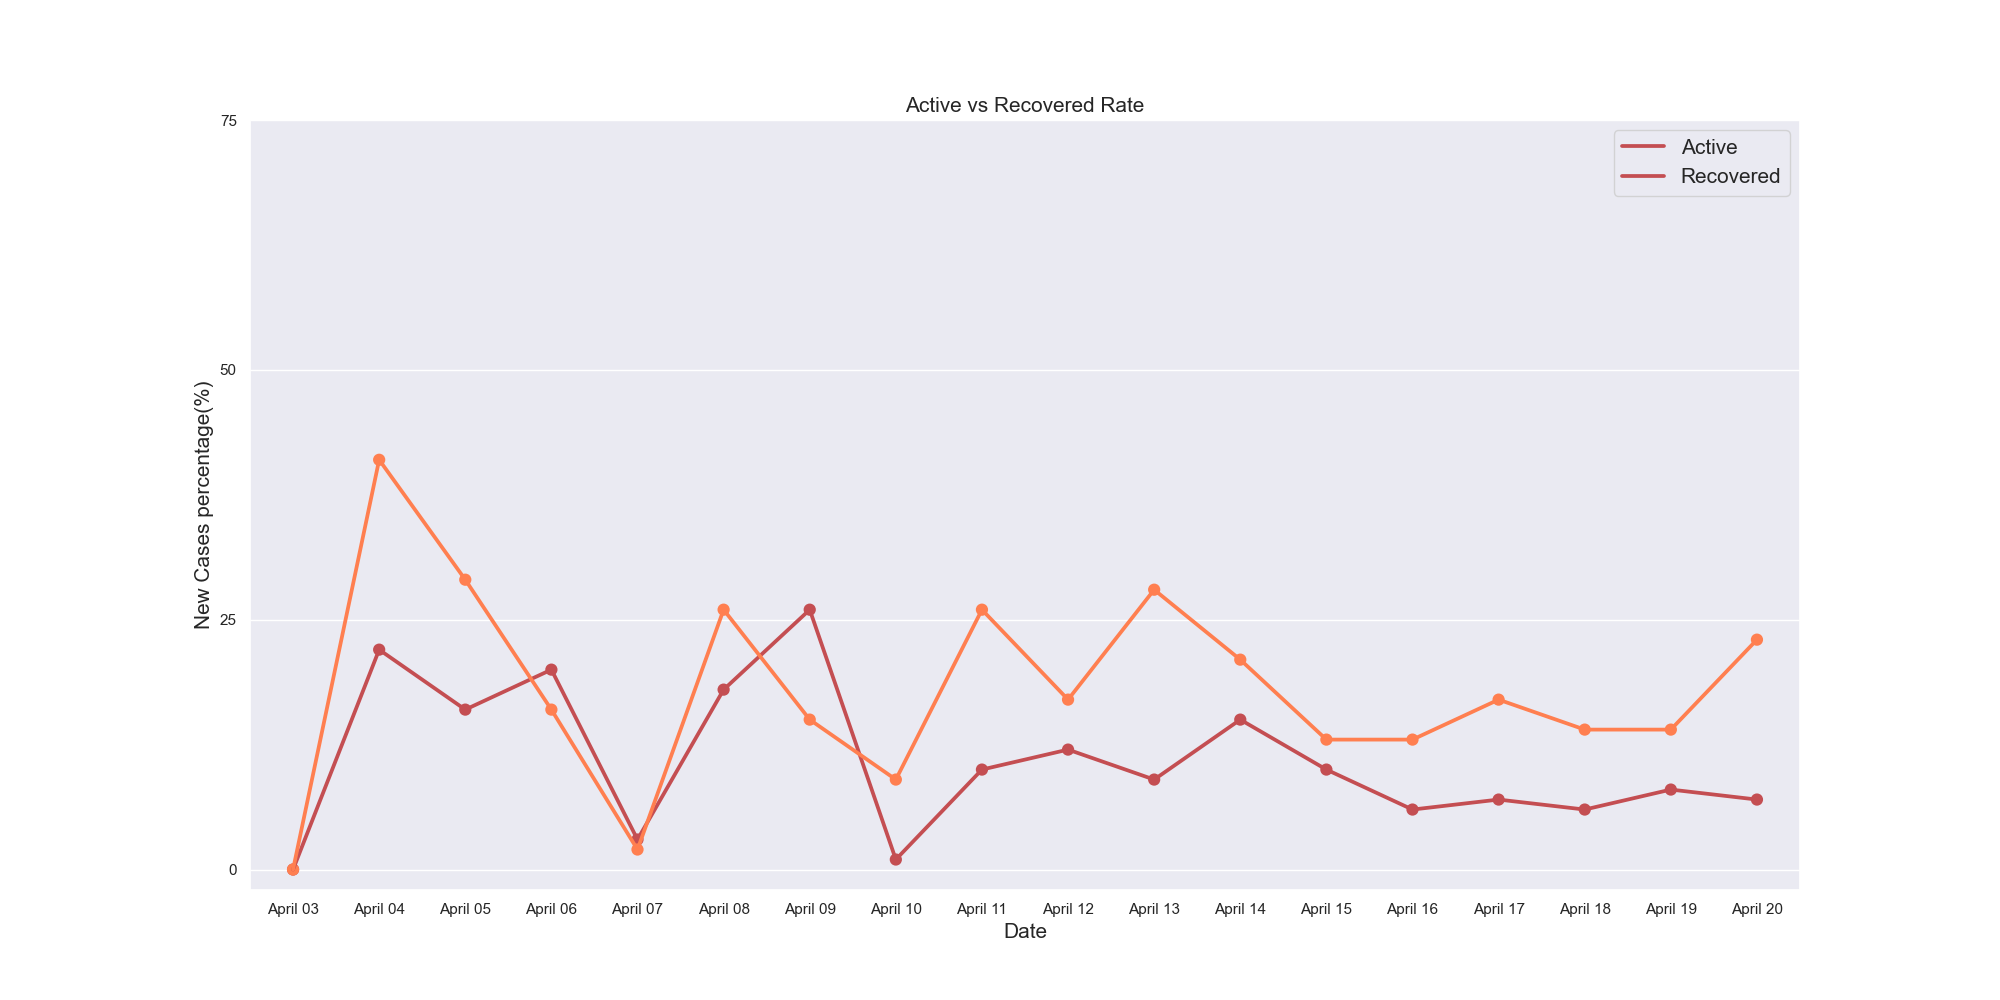 Active vs Recovered Rate
75
50
25
0
New Cases percentage(%)
Active
Recovered
April 03 April 04 April 05 April 06 April 07 April 08 April 09 April 10 April 11 April 12 April 13 April 14 April 15 April 16 April 17 April 18 April 19 April 20
Date